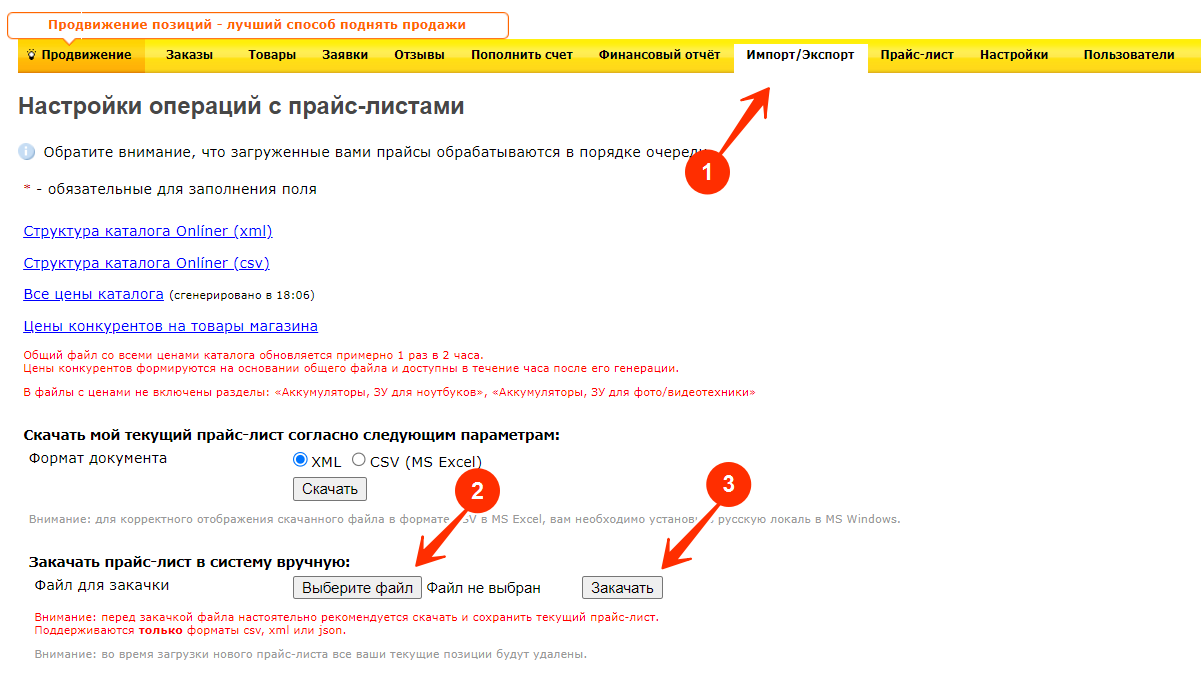 Продвижение позиций - лучший способ поднять продажи
Продвижение Заказы Товары Заявки Отзывы Пополнить счет Финансовый отчёт Импорт/Экспорт Прайс-лист Настройки Пользователи
Настройки операций с прайс-листами
Обратите внимание, что загруженные вами прайсы обрабатываются в порядке очереди.
1
* - обязательные для заполнения поля
Структура каталога Onlíner (xml)
Структура каталога Onlíner (csv)
Все цены каталога (сгенерировано в 18:06)
Цены конкурентов на товары магазина
Общий файл со всеми ценами каталога обновляется примерно 1 раз в 2 часа.
Цены конкурентов формируются на основании общего файла и доступны в течение часа после его генерации.
В файлы с ценами не включены разделы: «Аккумуляторы, ЗУ для ноутбуков», «Аккумуляторы, ЗУ для фото/видеотехники»
Скачать мой текущий прайс-лист согласно следующим параметрам:
Формат документа XML CSV (MS Excel)
Скачать 2 3
Внимание: для корректного отображения скачанного файла в формате CSV в MS Excel, вам необходимо установить русскую локаль в MS Windows.
Закачать прайс-лист в систему вручную:
Файл для закачки Выберите файл Файл не выбран Закачать
Внимание: перед закачкой файла настоятельно рекомендуется скачать и сохранить текущий прайс-лист.
Поддерживаются только форматы csv, xml или json.
Внимание: во время загрузки нового прайс-листа все ваши текущие позиции будут удалены.